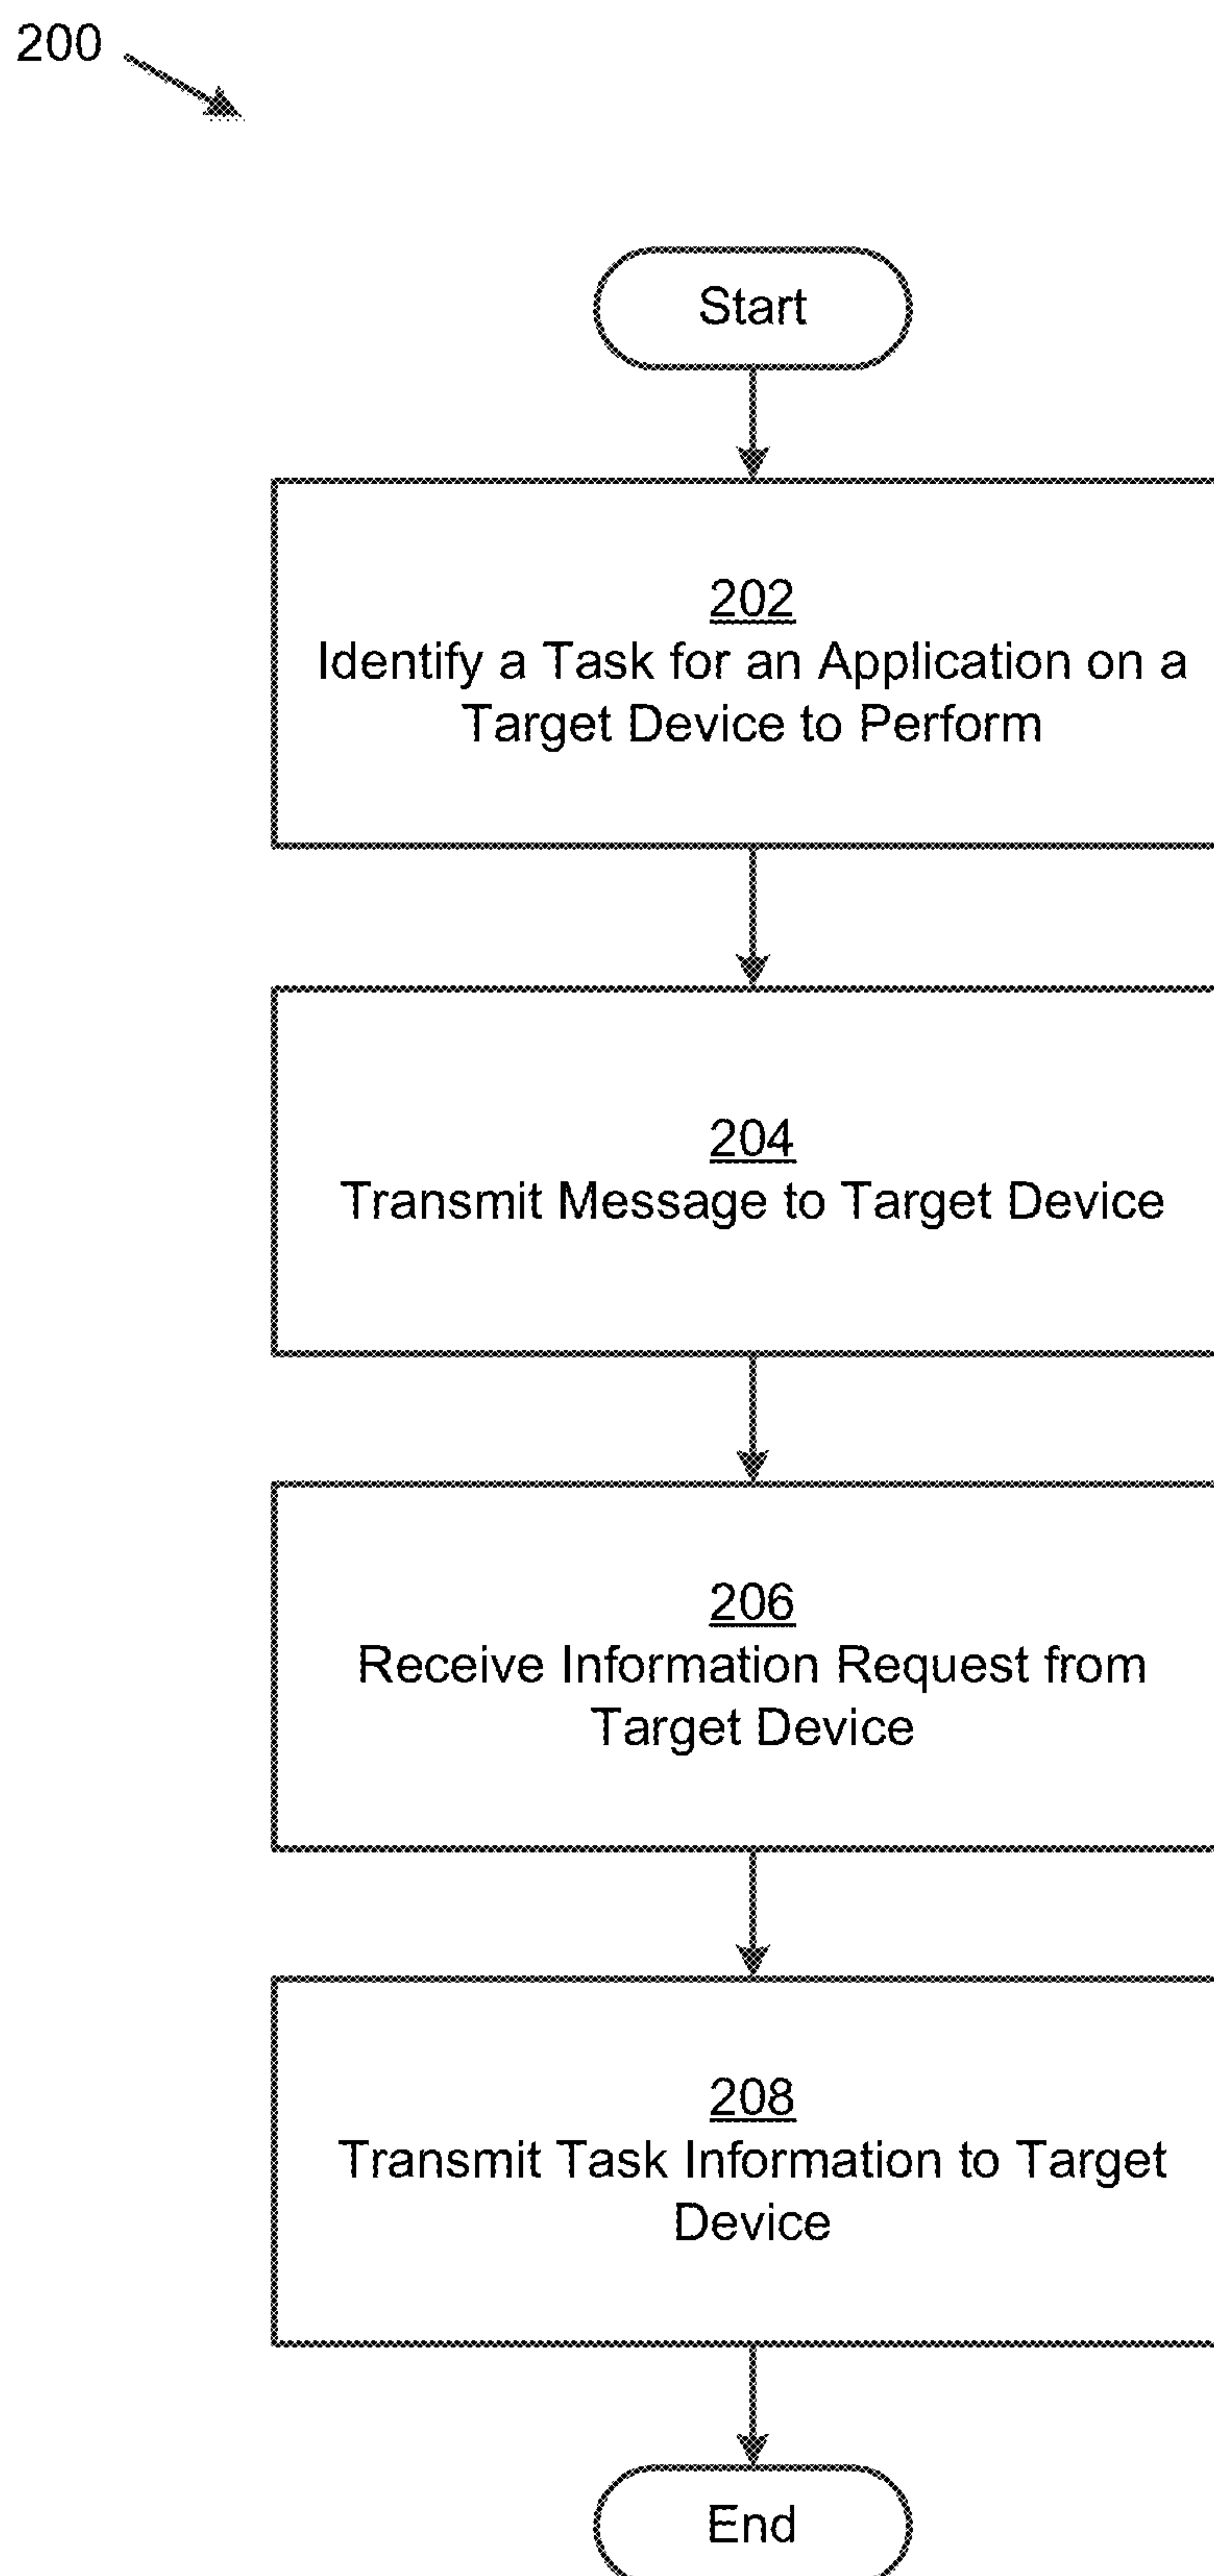 200
Start
202
Identify a Task for an Application on a
Target Device to Perform
204
Transmit Message to Target Device
206
Receive Information Request from
Target Device
208
Transmit Task Information to Target
Device
End